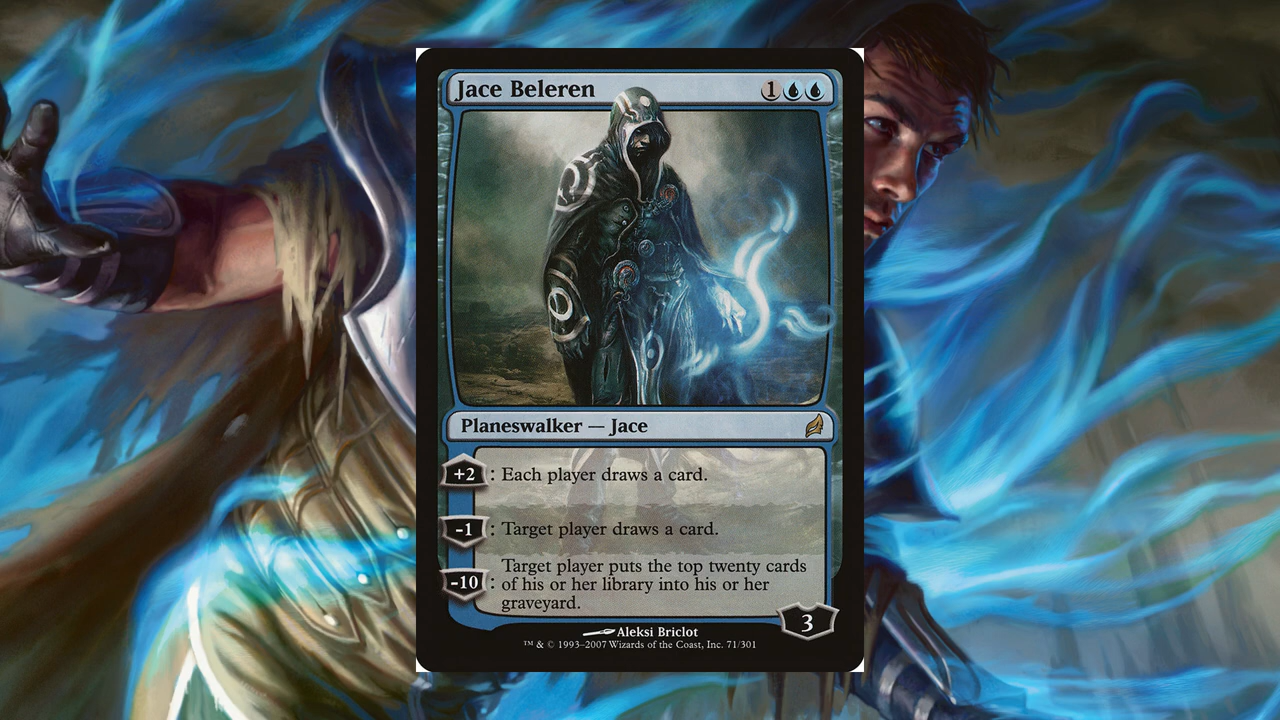 Jace Beleren 1
Planeswalker — Jace
+2: Each player draws a card.
-1: Target player draws a card.
-10: Target player puts the top twenty cards
of his or her library into his or her
graveyard.
3
Aleksi Briclot
™ & © 1993–2007 Wizards of the Coast, Inc. 71/301